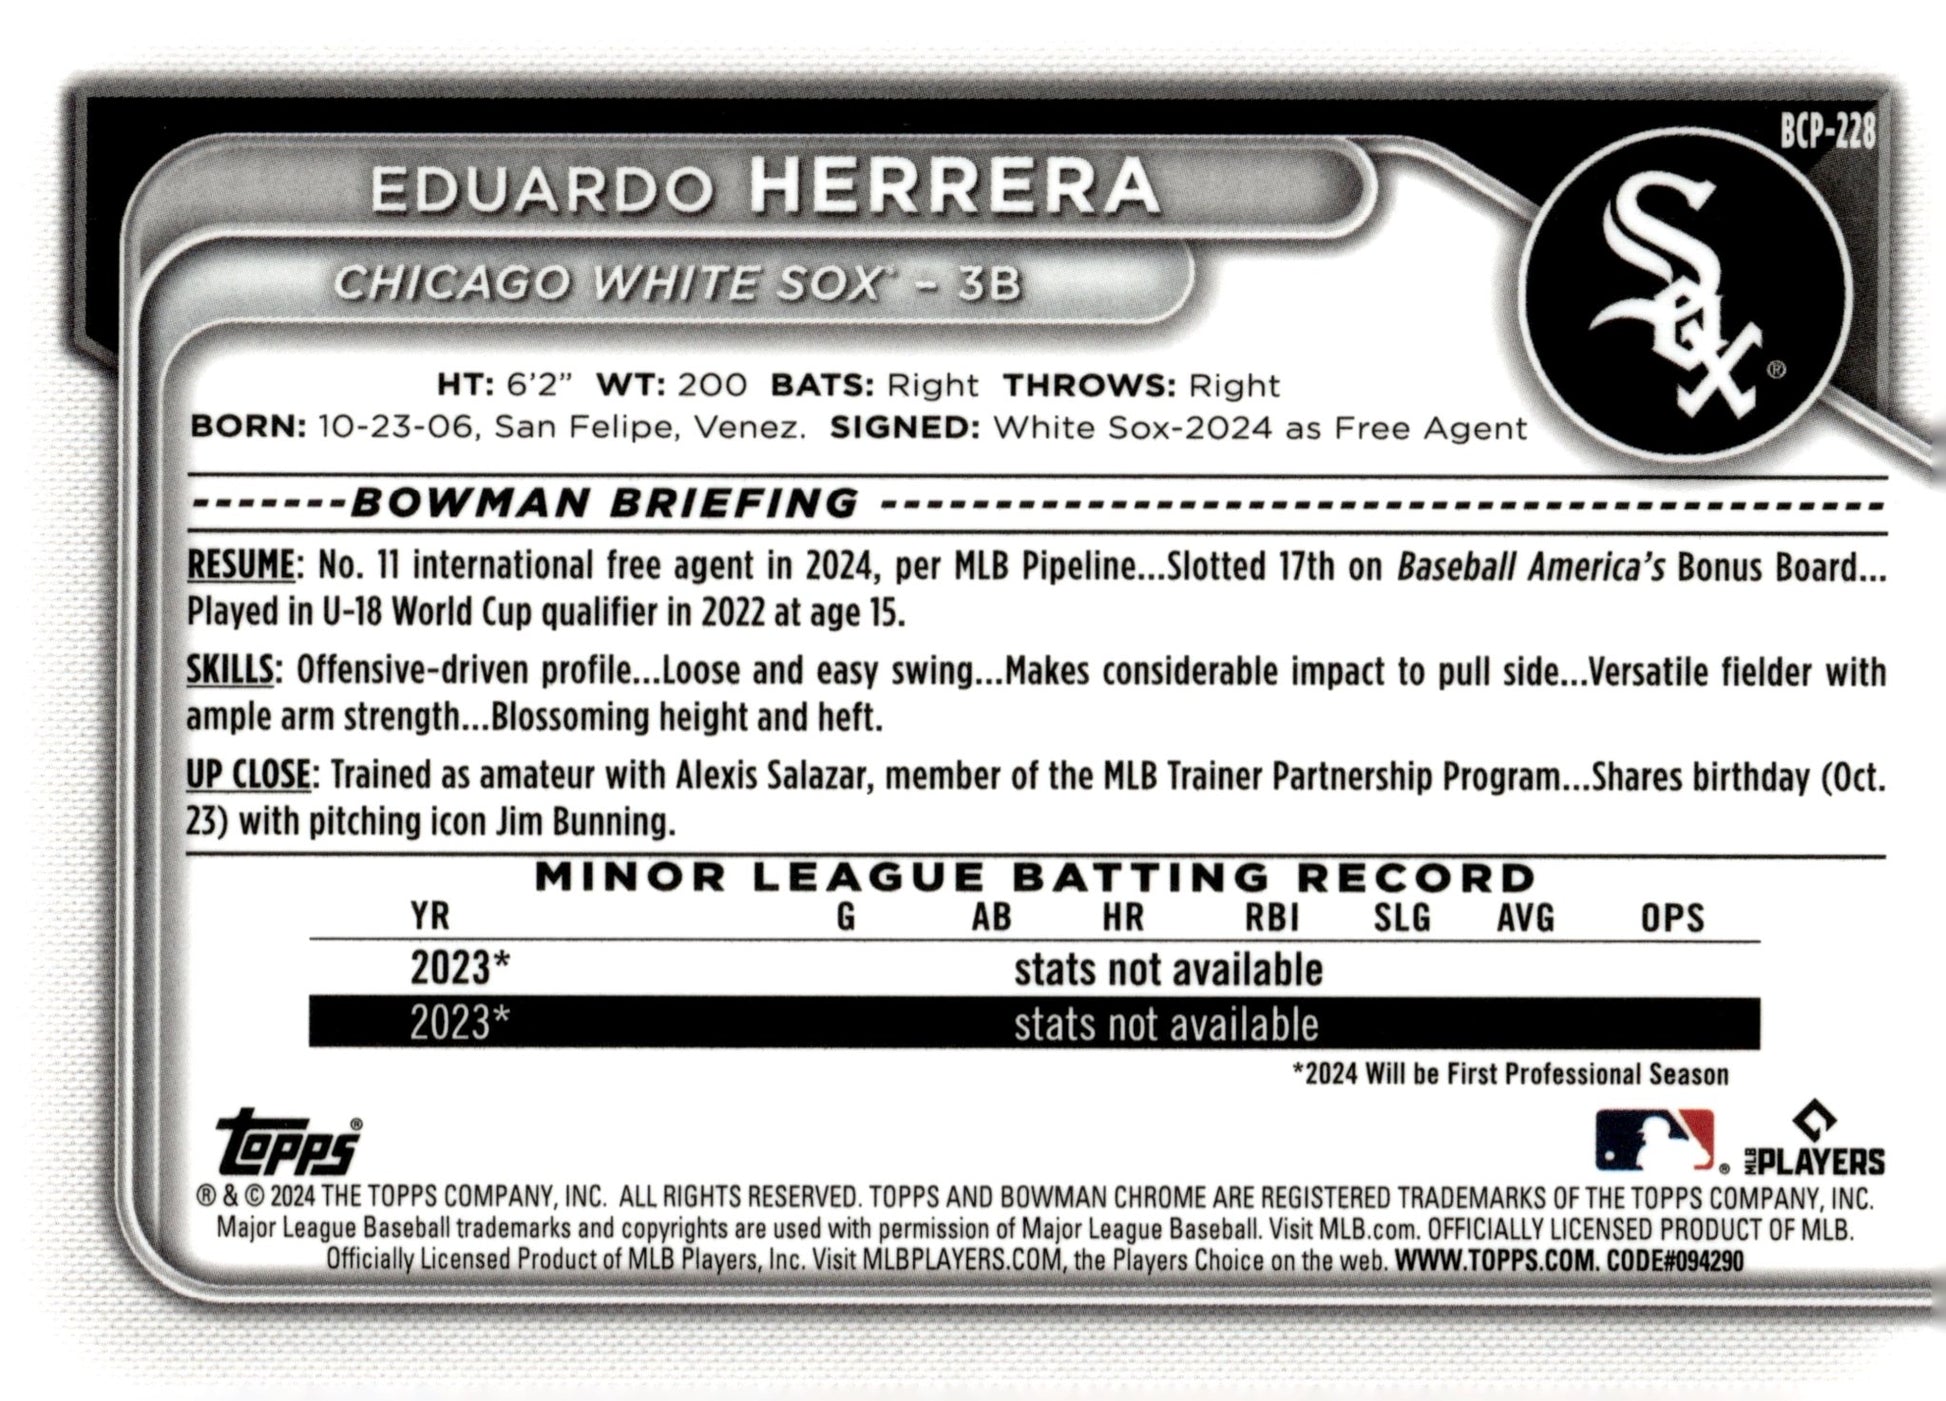 BCP-228
EDUARDO HERRERA
CHICAGO WHITE SOX - 3B
SOX ®
HT: 6'2” WT: 200 BATS: Right THROWS: Right
BORN: 10-23-06, San Felipe, Venez. SIGNED: White Sox-2024 as Free Agent
-------BOWMAN BRIEFING ---------------------------------------
RESUME: No. 11 international free agent in 2024, per MLB Pipeline...Slotted 17th on Baseball America's Bonus Board...
Played in U-18 World Cup qualifier in 2022 at age 15.
SKILLS: Offensive-driven profile...Loose and easy swing...Makes considerable impact to pull side...Versatile fielder with
ample arm strength...Blossoming height and heft.
UP CLOSE: Trained as amateur with Alexis Salazar, member of the MLB Trainer Partnership Program...Shares birthday (Oct.
23) with pitching icon Jim Bunning.
MINOR LEAGUE BATTING RECORD
YR G AB HR RBI SLG AVG OPS
2023* stats not available
2023* stats not available
*2024 Will be First Professional Season
topps® ® MLB PLAYERS
® & © 2024 THE TOPPS COMPANY, INC. ALL RIGHTS RESERVED. TOPPS AND BOWMAN CHROME ARE REGISTERED TRADEMARKS OF THE TOPPS COMPANY, INC.
Major League Baseball trademarks and copyrights are used with permission of Major League Baseball. Visit MLB.com. OFFICIALLY LICENSED PRODUCT OF MLB.
Officially Licensed Product of MLB Players, Inc. Visit MLBPLAYERS.COM, the Players Choice on the web. WWW.TOPPS.COM. CODE#094290